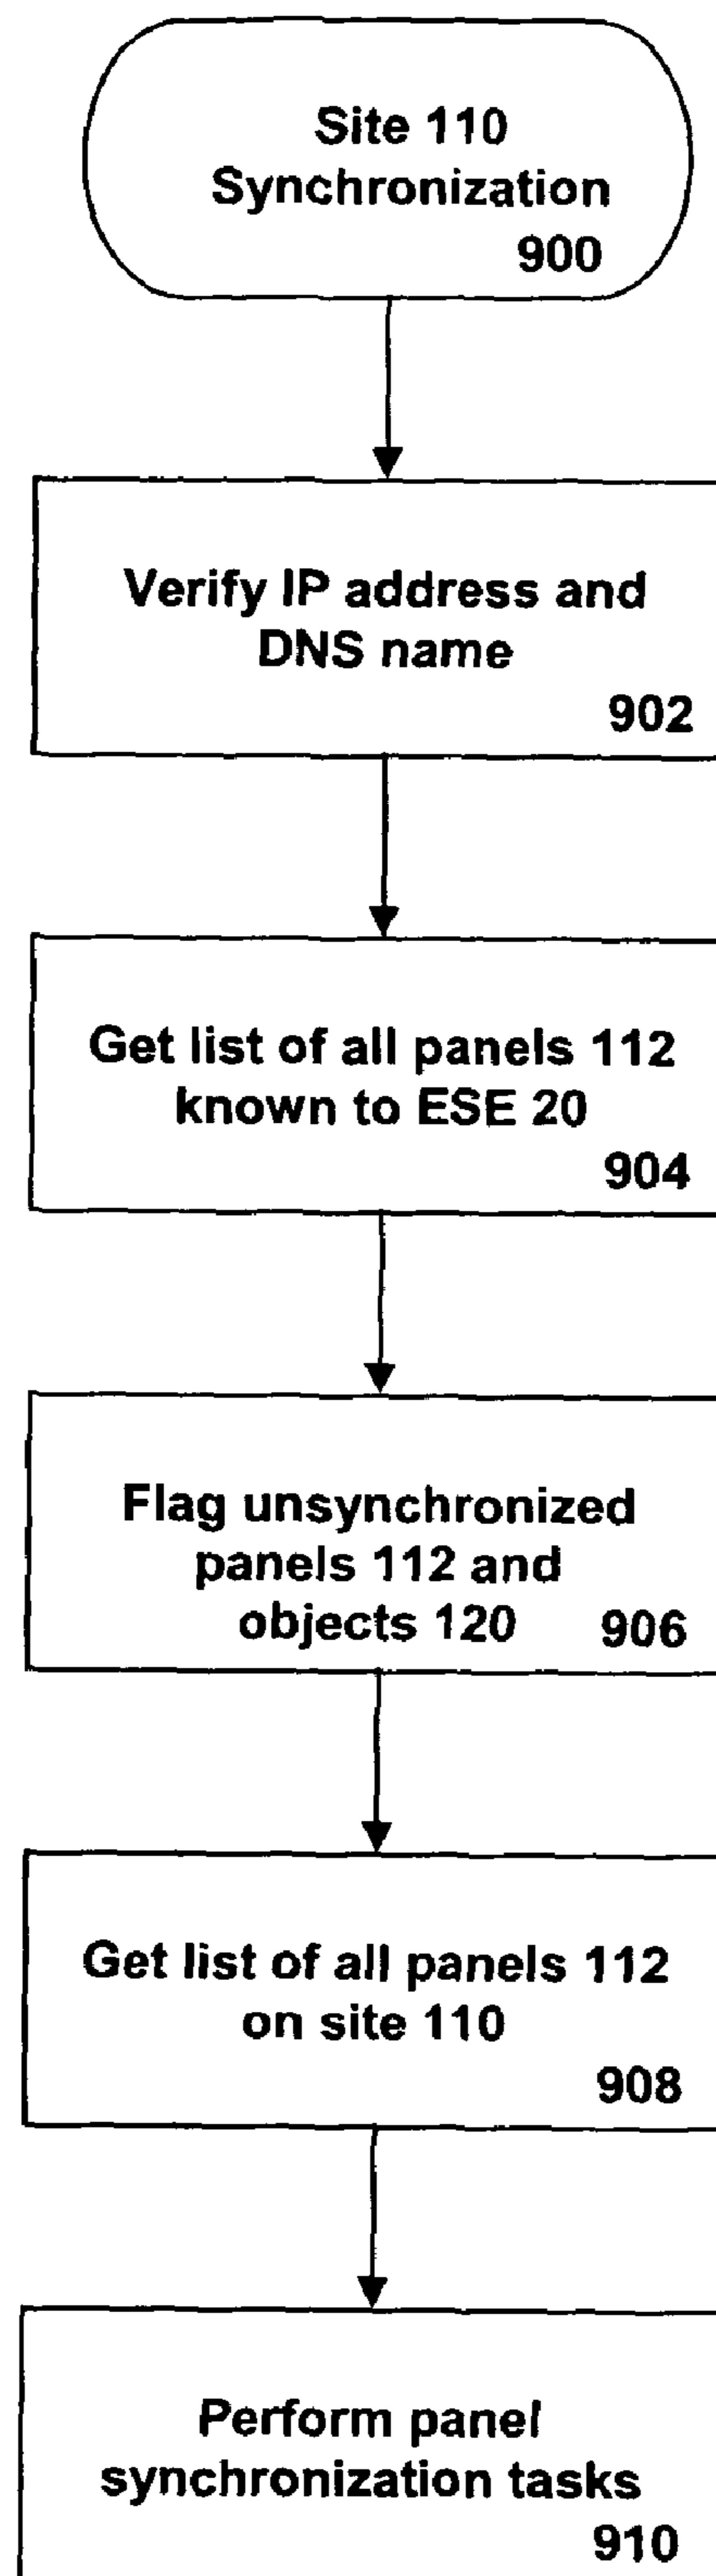 Site 110
Synchronization
900
Verify IP address and
DNS name
902
Get list of all panels 112
known to ESE 20
904
Flag unsynchronized
panels 112 and
objects 120 906
Get list of all panels 112
on site 110
908
Perform panel
synchronization tasks
910